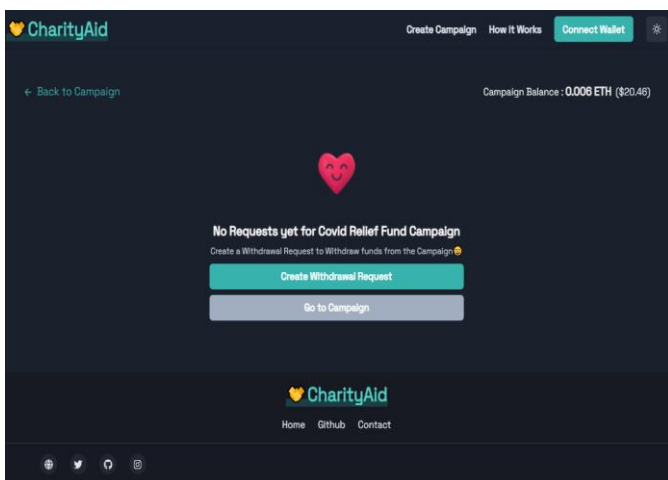 CharityAid
Create Campaign How It Works Connect Wallet
← Back to Campaign
Campaign Balance : 0.006 ETH ($20.46)
No Requests yet for Covid Relief Fund Campaign
Create a Withdrawal Request to Withdraw funds from the Campaign😄
Create Withdrawal Request
Go to Campaign
CharityAid
Home Github Contact